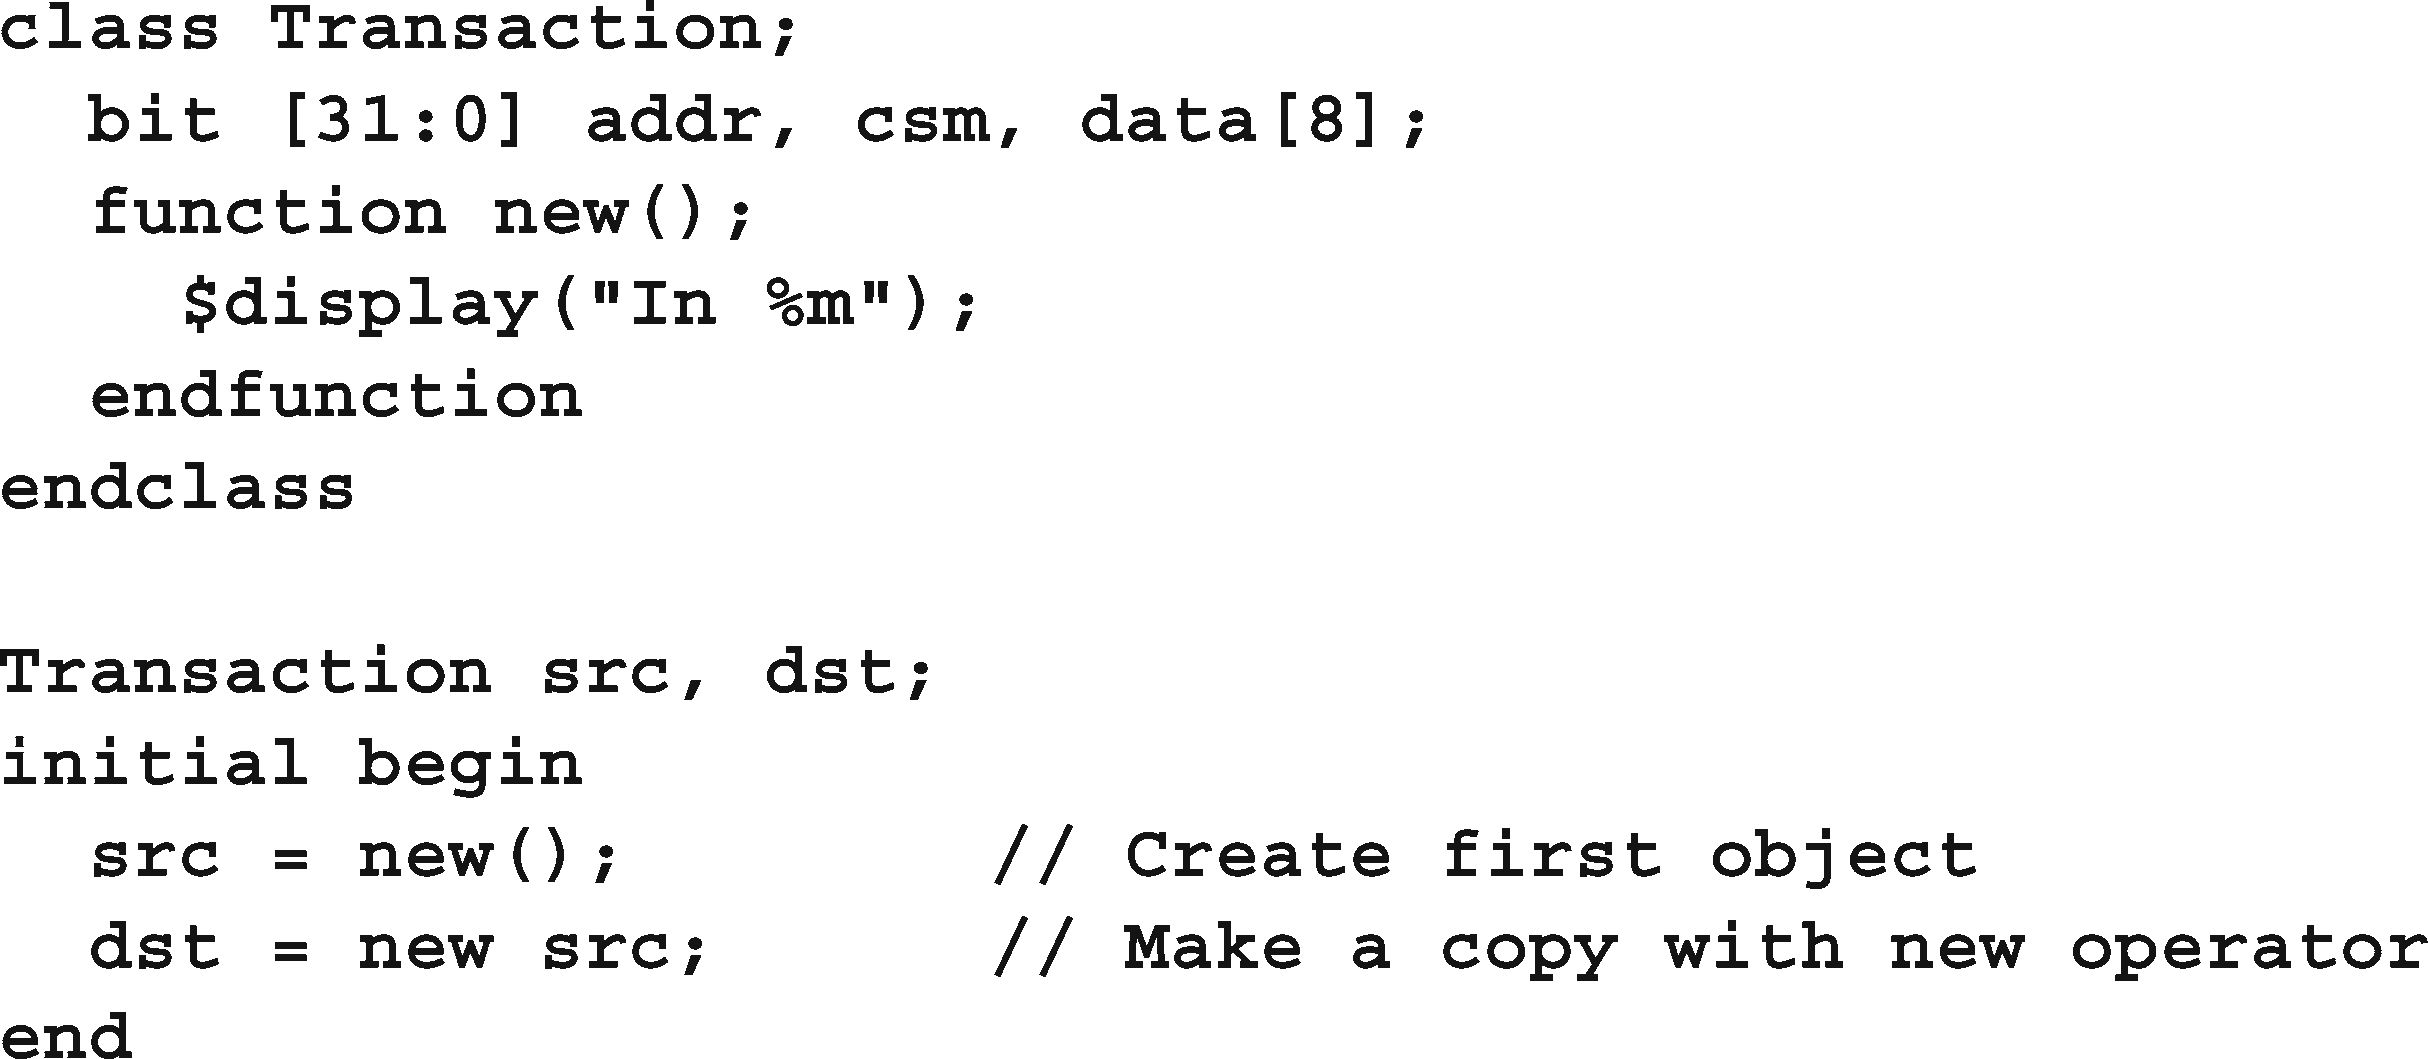 class Transaction;
  bit [31:0] addr, csm, data[8];
  function new();
    $display("In %m");
  endfunction
endclass

Transaction src, dst;
initial begin
  src = new();        // Create first object
  dst = new src;      // Make a copy with new operator
end